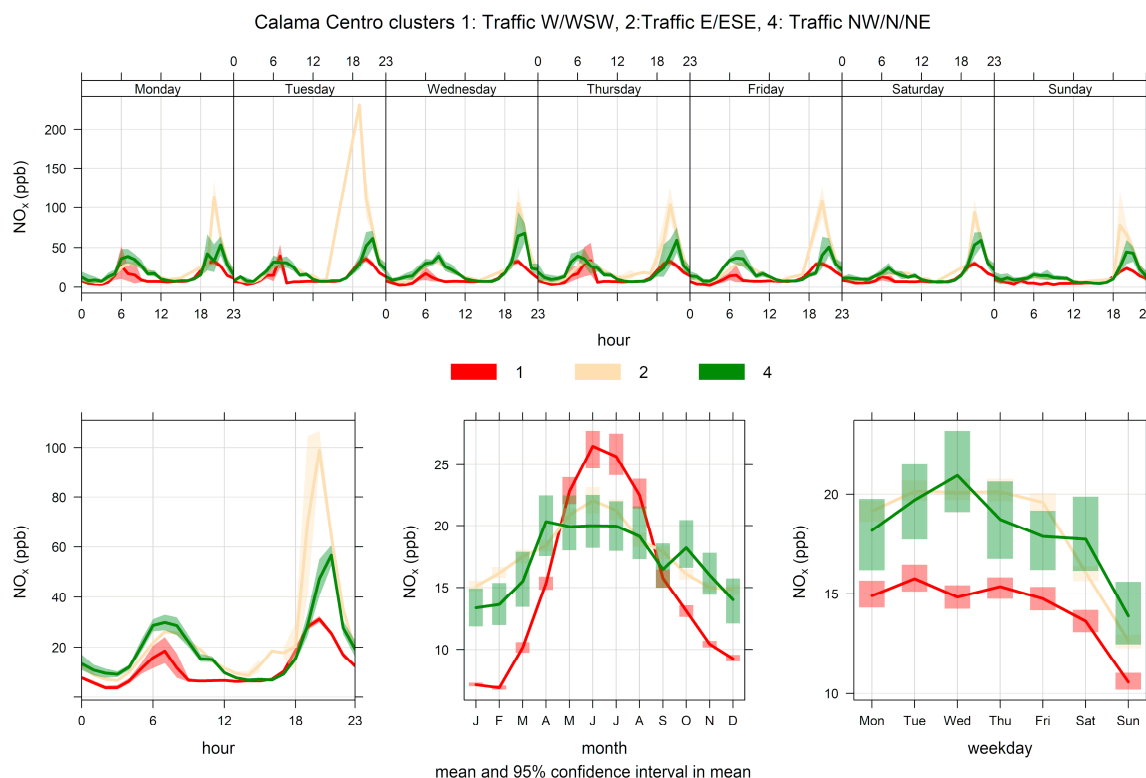 Calama Centro clusters 1: Traffic W/WSW, 2:Traffic E/ESE, 4: Traffic NW/N/NE
0 6 12 18 23 0 6 12 18 23 0 6 12 18 23
Monday Tuesday Wednesday Thursday Friday Saturday Sunday
NOx (ppb)
200
150
100
50
0
0 6 12 18 23 0 6 12 18 23 0 6 12 18 23 0 6 12 18 23
hour
1 2 4
NOx (ppb)
100
80
60
40
20
0 6 12 18 23
hour
NOx (ppb)
25
20
15
10
J F M A M J J A S O N D
month
NOx (ppb)
20
15
10
Mon Tue Wed Thu Fri Sat Sun
weekday
mean and 95% confidence interval in mean